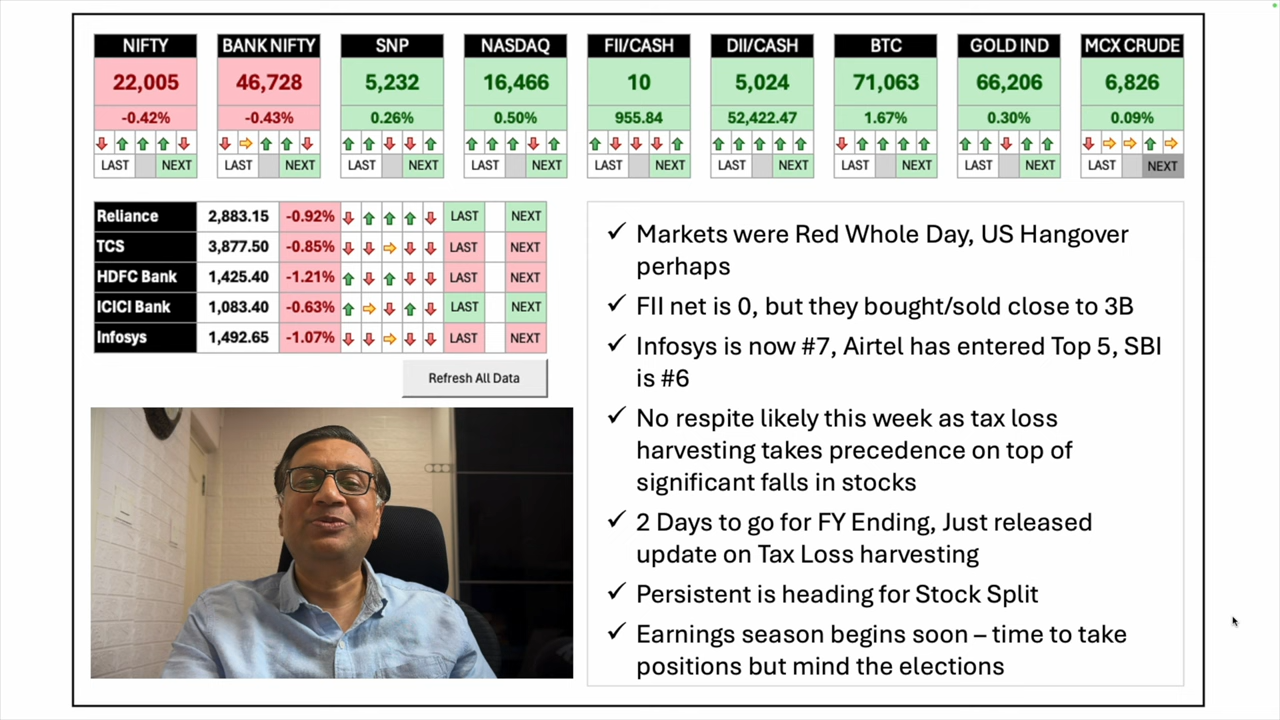 NIFTY BANK NIFTY SNP NASDAQ FII/CASH DII/CASH BTC GOLD IND MCX CRUDE
22,005 46,728 5,232 16,466 10 5,024 71,063 66,206 6,826
-0.42% -0.43% 0.26% 0.50% 955.84 52,422.47 1.67% 0.30% 0.09%
LAST NEXT LAST NEXT LAST NEXT LAST NEXT LAST NEXT LAST NEXT LAST NEXT LAST NEXT LAST NEXT
Reliance 2,883.15 -0.92% LAST NEXT
TCS 3,877.50 -0.85% LAST NEXT
HDFC Bank 1,425.40 -1.21% LAST NEXT
ICICI Bank 1,083.40 -0.63% LAST NEXT
Infosys 1,492.65 -1.07% LAST NEXT
Refresh All Data
Markets were Red Whole Day, US Hangover
perhaps
FII net is 0, but they bought/sold close to 3B
Infosys is now #7, Airtel has entered Top 5, SBI
is #6
No respite likely this week as tax loss
harvesting takes precedence on top of
significant falls in stocks
2 Days to go for FY Ending, Just released
update on Tax Loss harvesting
Persistent is heading for Stock Split
Earnings season begins soon – time to take
positions but mind the elections